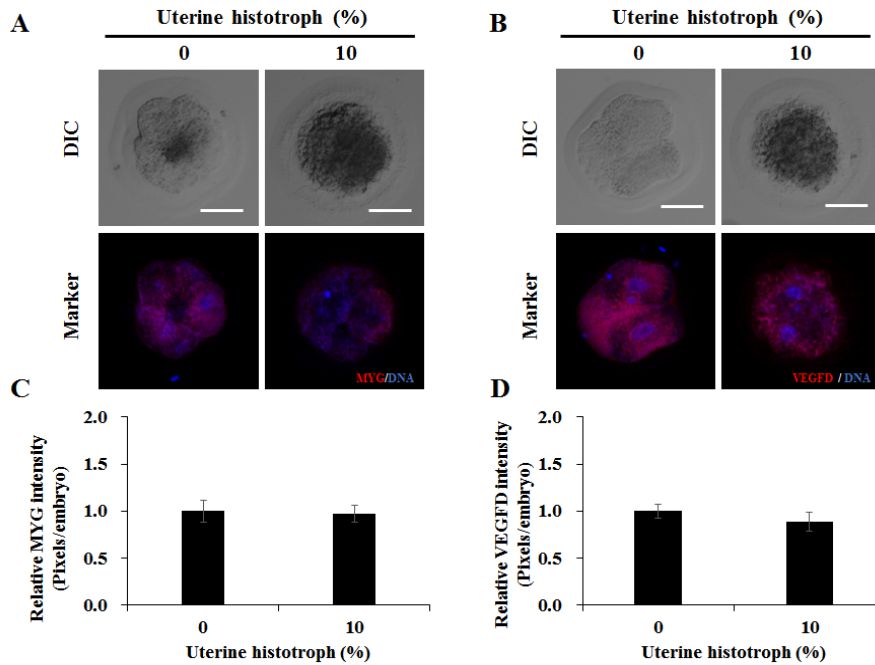 A
Uterine histotroph (%)
0 10
DIC
Marker
MYG/DNA
B
Uterine histotroph (%)
0 10
DIC
Marker
VEGFD / DNA
C
Relative MYG intensity
(Pixels/embryo)
2.0
1.5
1.0
0.5
0.0
0 10
Uterine histotroph (%)
D
Relative VEGFD intensity
(Pixels/embryo)
2.0
1.5
1.0
0.5
0.0
0 10
Uterine histotroph (%)